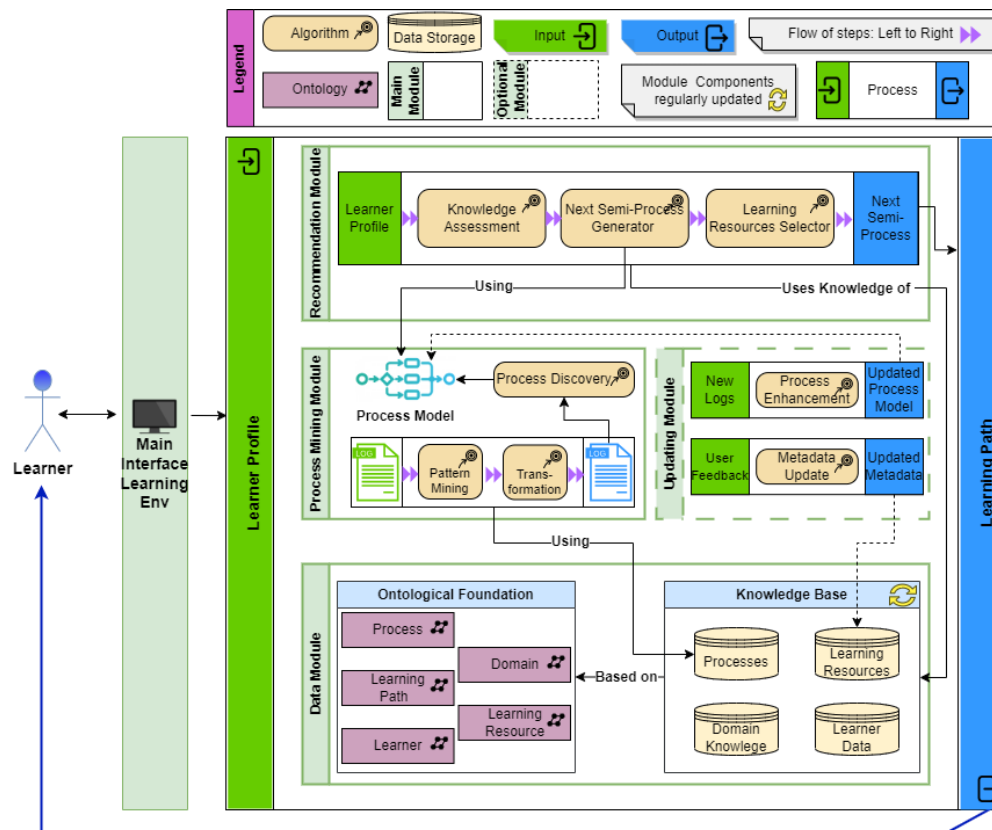 Legend
Algorithm
Data Storage
Input
Output
Flow of steps: Left to Right
Ontology
Main
Module
Optional
Module
Module Components
regularly updated
Process
Learner
Main
Interface
Learning
Env
Learner Profile
Recommendation Module
Learner
Profile
Knowledge
Assessment
Next Semi-Process
Generator
Learning
Resources Selector
Next
Semi-
Process
Using
Uses Knowledge of
Process Mining Module
Process Model
Process Discovery
LOG
Pattern
Mining
Trans-
formation
LOG
Using
Updating Module
New
Logs
Process
Enhancement
Updated
Process
Model
User
Feedback
Metadata
Update
Updated
Metadata
Data Module
Ontological Foundation
Process
Domain
Learning
Path
Learning
Resource
Learner
Based on
Knowledge Base
Processes
Learning
Resources
Domain
Knowlege
Learner
Data
Learning Path